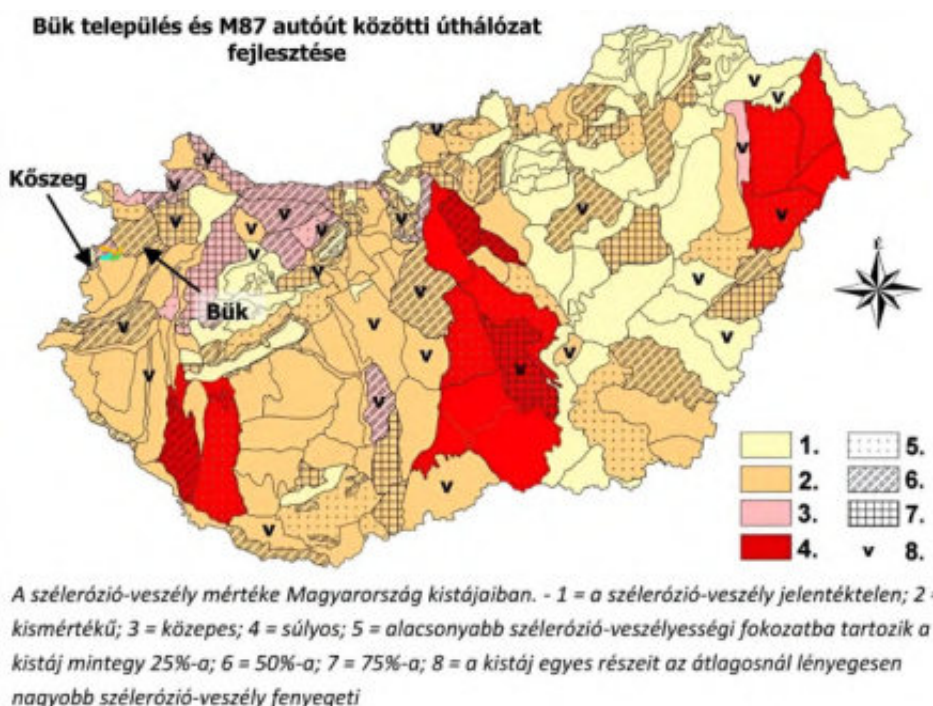 Bük település és M87 autóút közötti úthálózat
fejlesztése
Kőszeg
Bük
É
1.
2.
3.
4.
5.
6.
7.
v 8.
A szélerózió-veszély mértéke Magyarország kistájaiban. - 1 = a szélerózió-veszély jelentéktelen; 2 =
kismértékű; 3 = közepes; 4 = súlyos; 5 = alacsonyabb szélerózió-veszélyességi fokozatba tartozik a
kistáj mintegy 25%-a; 6 = 50%-a; 7 = 75%-a; 8 = a kistáj egyes részeit az átlagosnál lényegesen
nagyobb szélerózió-veszély fenyegeti